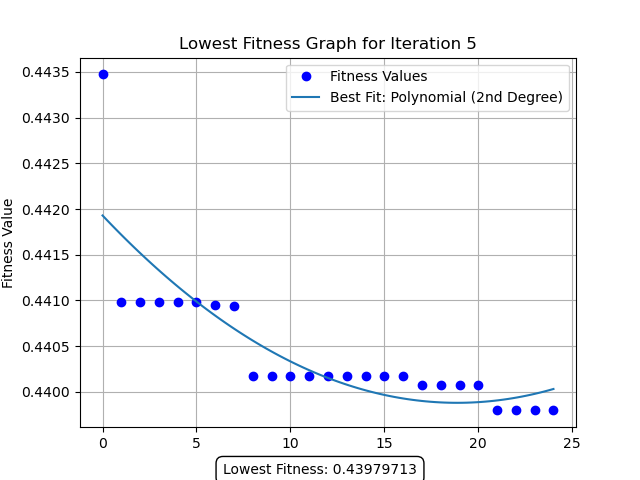 Lowest Fitness Graph for Iteration 5
Fitness Values
Best Fit: Polynomial (2nd Degree)
Fitness Value
0.4435
0.4430
0.4425
0.4420
0.4415
0.4410
0.4405
0.4400
0 5 10 15 20 25
Lowest Fitness: 0.43979713